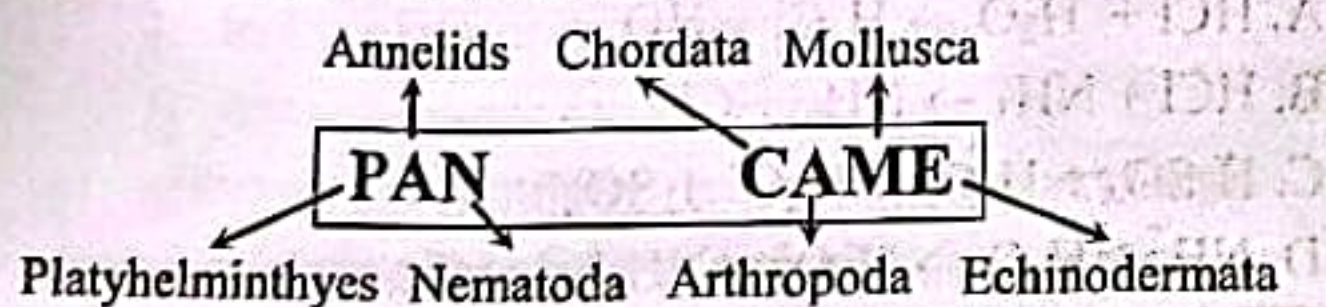 Annelids Chordata Mollusca
PAN CAME
Platyhelminthyes Nematoda Arthropoda Echinodermata